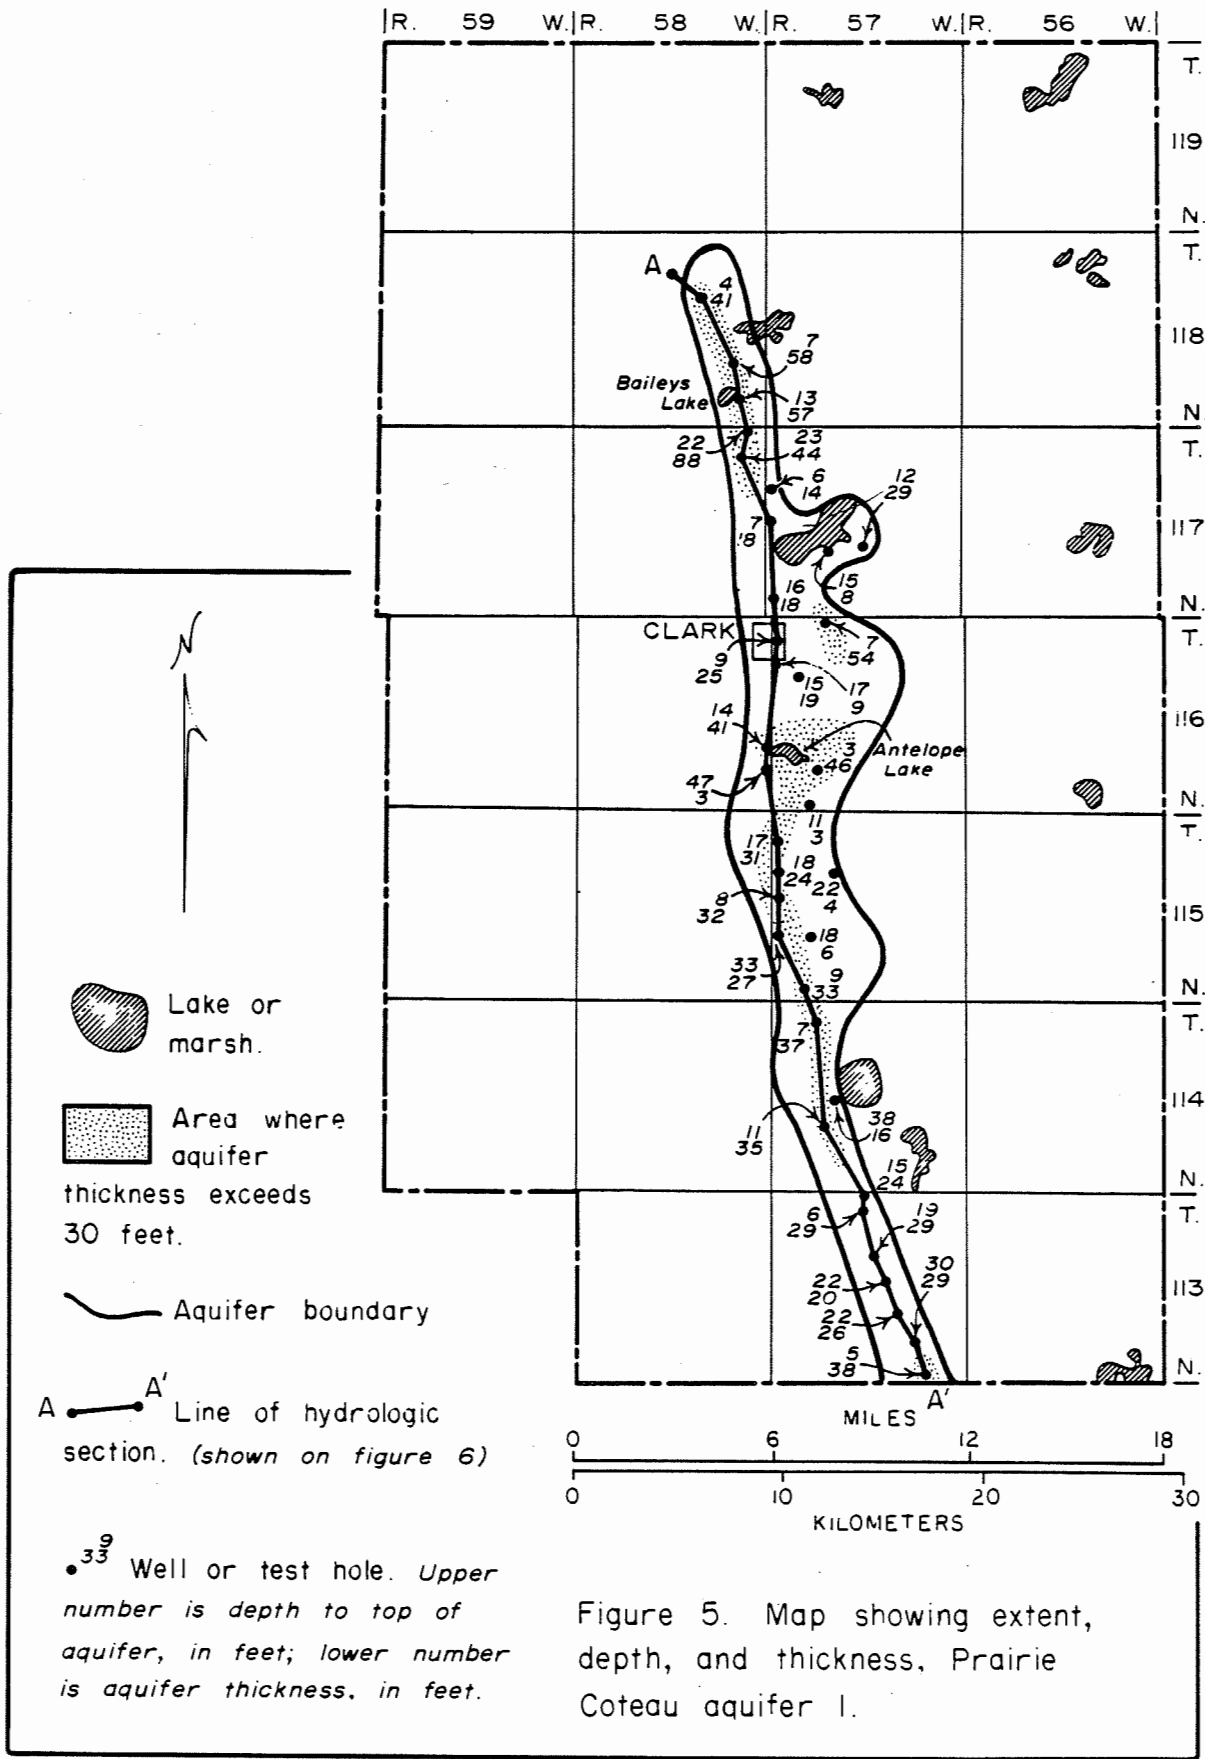 R. 59 W. R. 58 W. R. 57 W. R. 56 W.
T.
119
N.
T.
118
N.
T.
117
N.
T.
116
N.
T.
115
N.
T.
114
N.
T.
113
N.
A
4
41
7
58
Baileys
Lake
13
57
22
88
23
44
6
14
12
29
7
18
15
8
16
18
CLARK
9
25
7
54
15
19
17
9
14
41
3
46
Antelope
Lake
47
3
11
3
17
31
18
24
22
4
8
32
18
6
33
27
9
33
7
37
11
35
38
16
15
24
6
29
19
29
22
20
30
29
22
26
5
38
A'
MILES
0 6 12 18
0 10 20 30
KILOMETERS
N
Lake or
marsh.
Area where
aquifer
thickness exceeds
30 feet.
Aquifer boundary
A A' Line of hydrologic
section. (shown on figure 6)
9
33 Well or test hole. Upper
number is depth to top of
aquifer, in feet; lower number
is aquifer thickness, in feet.
Figure 5. Map showing extent,
depth, and thickness, Prairie
Coteau aquifer 1.